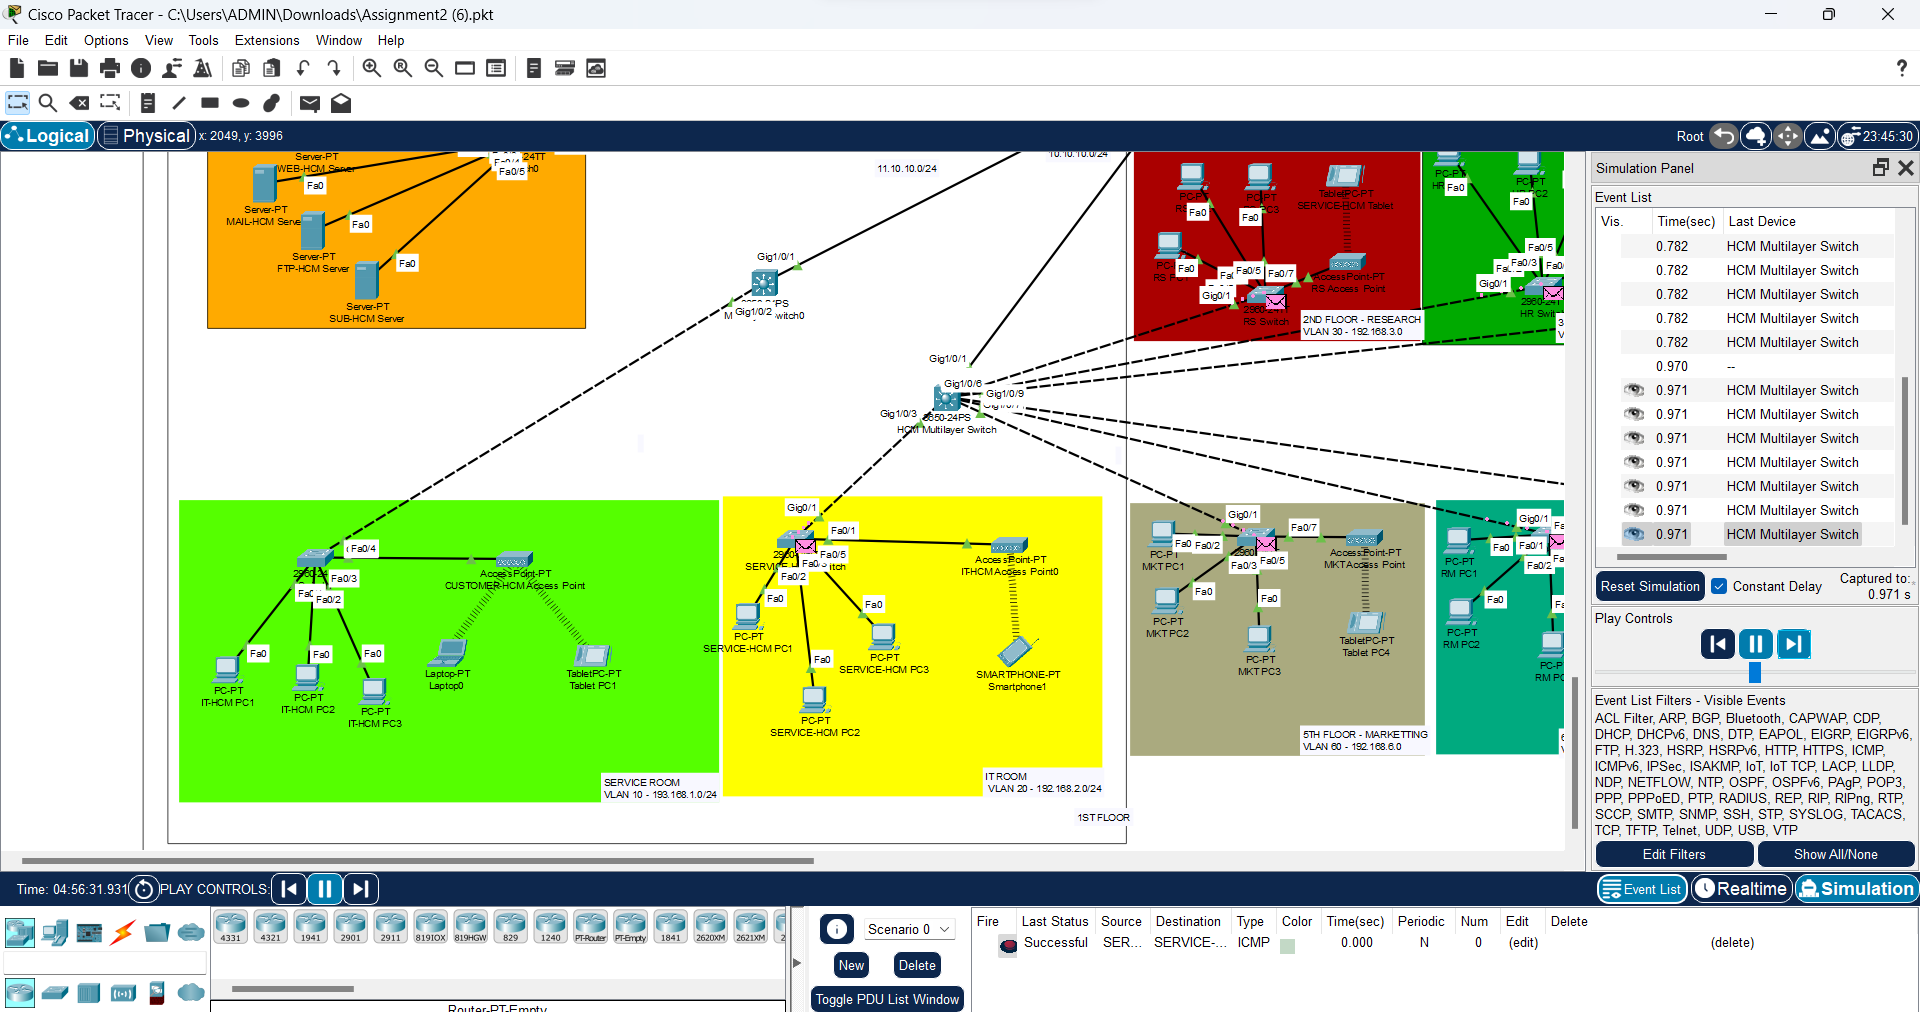 Cisco Packet Tracer - C:\Users\ADMIN\Downloads\Assignment2 (6).pkt
File Edit Options View Tools Extensions Window Help
?
Logical Physical x: 2049, y: 3996
Root 23:45:30
Server-PT
WEB-HCM Server
Fa0
Fa0/5
Server-PT
MAIL-HCM Serve
Fa0
Server-PT
FTP-HCM Server
Fa0
Server-PT
SUB-HCM Server
11.10.10.0/24
10.10.10.0/24
Gig1/0/1
Gig1/0/2
Gig1/0/1
Gig1/0/6
Gig1/0/9
Gig1/0/3
3650-24PS
HCM Multilayer Switch
Fa0
Fa0
TabletPC-PT
SERVICE-HCM Tablet
Fa0
Fa0/5
Fa0/7
Gig0/1
RS Switch
AccessPoint-PT
RS Access Point
2ND FLOOR - RESEARCH
VLAN 30 - 192.168.3.0
Fa0
Fa0
Fa0/5
Fa0/3
Gig0/1
Fa0/4
Fa0/3
Fa0/2
AccessPoint-PT
CUSTOMER-HCM Access Point
Fa0
Fa0
Fa0
PC-PT
IT-HCM PC1
PC-PT
IT-HCM PC2
PC-PT
IT-HCM PC3
Laptop-PT
Laptop0
TabletPC-PT
Tablet PC1
SERVICE ROOM
VLAN 10 - 193.168.1.0/24
Gig0/1
Fa0/1
Fa0/5
Fa0/2
AccessPoint-PT
IT-HCM Access Point0
Fa0
Fa0
Fa0
PC-PT
SERVICE-HCM PC1
PC-PT
SERVICE-HCM PC3
PC-PT
SERVICE-HCM PC2
SMARTPHONE-PT
Smartphone1
IT ROOM
VLAN 20 - 192.168.2.0/24
1ST FLOOR
Gig0/1
Fa0/7
Fa0
Fa0/2
Fa0/3
Fa0/5
PC-PT
MKT PC1
AccessPoint-PT
MKT Access Point
Fa0
Fa0
PC-PT
MKT PC2
PC-PT
MKT PC3
TabletPC-PT
Tablet PC4
5TH FLOOR - MARKETTING
VLAN 60 - 192.168.6.0
Gig0/1
Fa0
Fa0/1
Fa0/2
PC-PT
RM PC1
Fa0
PC-PT
RM PC2
Simulation Panel
Event List
Vis. Time(sec) Last Device
0.782 HCM Multilayer Switch
0.782 HCM Multilayer Switch
0.782 HCM Multilayer Switch
0.782 HCM Multilayer Switch
0.782 HCM Multilayer Switch
0.970 --
0.971 HCM Multilayer Switch
0.971 HCM Multilayer Switch
0.971 HCM Multilayer Switch
0.971 HCM Multilayer Switch
0.971 HCM Multilayer Switch
0.971 HCM Multilayer Switch
0.971 HCM Multilayer Switch
Reset Simulation Constant Delay Captured to:
0.971 s
Play Controls
Event List Filters - Visible Events
ACL Filter, ARP, BGP, Bluetooth, CAPWAP, CDP,
DHCP, DHCPv6, DNS, DTP, EAPOL, EIGRP, EIGRPv6,
FTP, H.323, HSRP, HSRPv6, HTTP, HTTPS, ICMP,
ICMPv6, IPSec, ISAKMP, IoT, IoT TCP, LACP, LLDP,
NDP, NETFLOW, NTP, OSPF, OSPFv6, PAgP, POP3,
PPP, PPPoED, PTP, RADIUS, REP, RIP, RIPng, RTP,
SCCP, SMTP, SNMP, SSH, STP, SYSLOG, TACACS,
TCP, TFTP, Telnet, UDP, USB, VTP
Edit Filters Show All/None
Time: 04:56:31.931 PLAY CONTROLS:
Event List Realtime Simulation
4331 4321 1941 2901 2911 819IOX 819HGW 829 1240 PT-Router PT-Empty 1841 2620XM 2621XM
Router-PT-Empty
Scenario 0
New Delete
Toggle PDU List Window
Fire Last Status Source Destination Type Color Time(sec) Periodic Num Edit Delete
Successful SER... SERVICE-... ICMP 0.000 N 0 (edit) (delete)